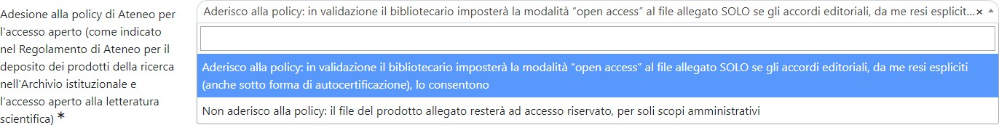 Adesione alla policy di Ateneo per
l'accesso aperto (come indicato
nel Regolamento di Ateneo per il
deposito dei prodotti della ricerca
nell'Archivio istituzionale e
l'accesso aperto alla letteratura
scientifica) *
Aderisco alla policy: in validazione il bibliotecario imposterà la modalità “open access” al file allegato SOLO se gli accordi editoriali, da me resi esplicit...×
Aderisco alla policy: in validazione il bibliotecario imposterà la modalità “open access” al file allegato SOLO se gli accordi editoriali, da me resi espliciti
(anche sotto forma di autocertificazione), lo consentono
Non aderisco alla policy: il file del prodotto allegato resterà ad accesso riservato, per soli scopi amministrativi